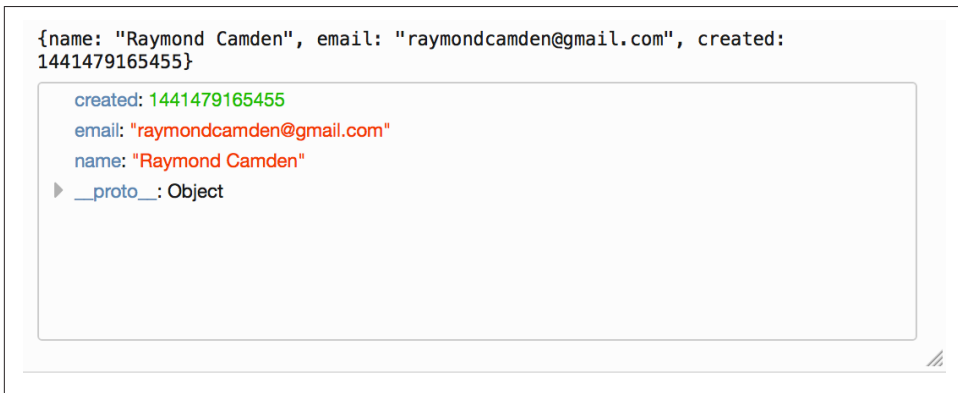 {name: "Raymond Camden", email: "raymondcamden@gmail.com", created:
1441479165455}
created: 1441479165455
email: "raymondcamden@gmail.com"
name: "Raymond Camden"
__proto__: Object